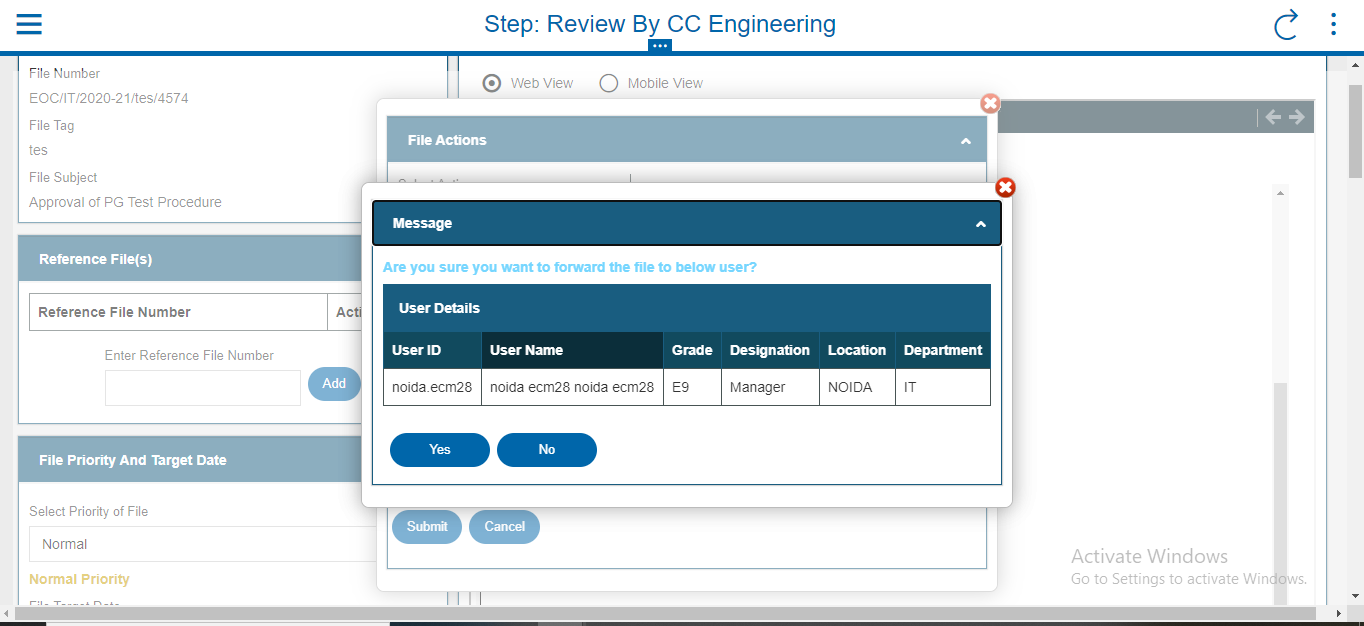 Step: Review By CC Engineering
File Number
EOC/IT/2020-21/tes/4574
File Tag
tes
File Subject
Approval of PG Test Procedure
Reference File(s)
Reference File Number
Acti
Enter Reference File Number
Add
File Priority And Target Date
Select Priority of File
Normal
Normal Priority
File Target Date
Web View Mobile View
File Actions
Message
Are you sure you want to forward the file to below user?
User Details
User ID User Name Grade Designation Location Department
noida.ecm28 noida ecm28 noida ecm28 E9 Manager NOIDA IT
Yes No
Submit Cancel
Activate Windows
Go to Settings to activate Windows.